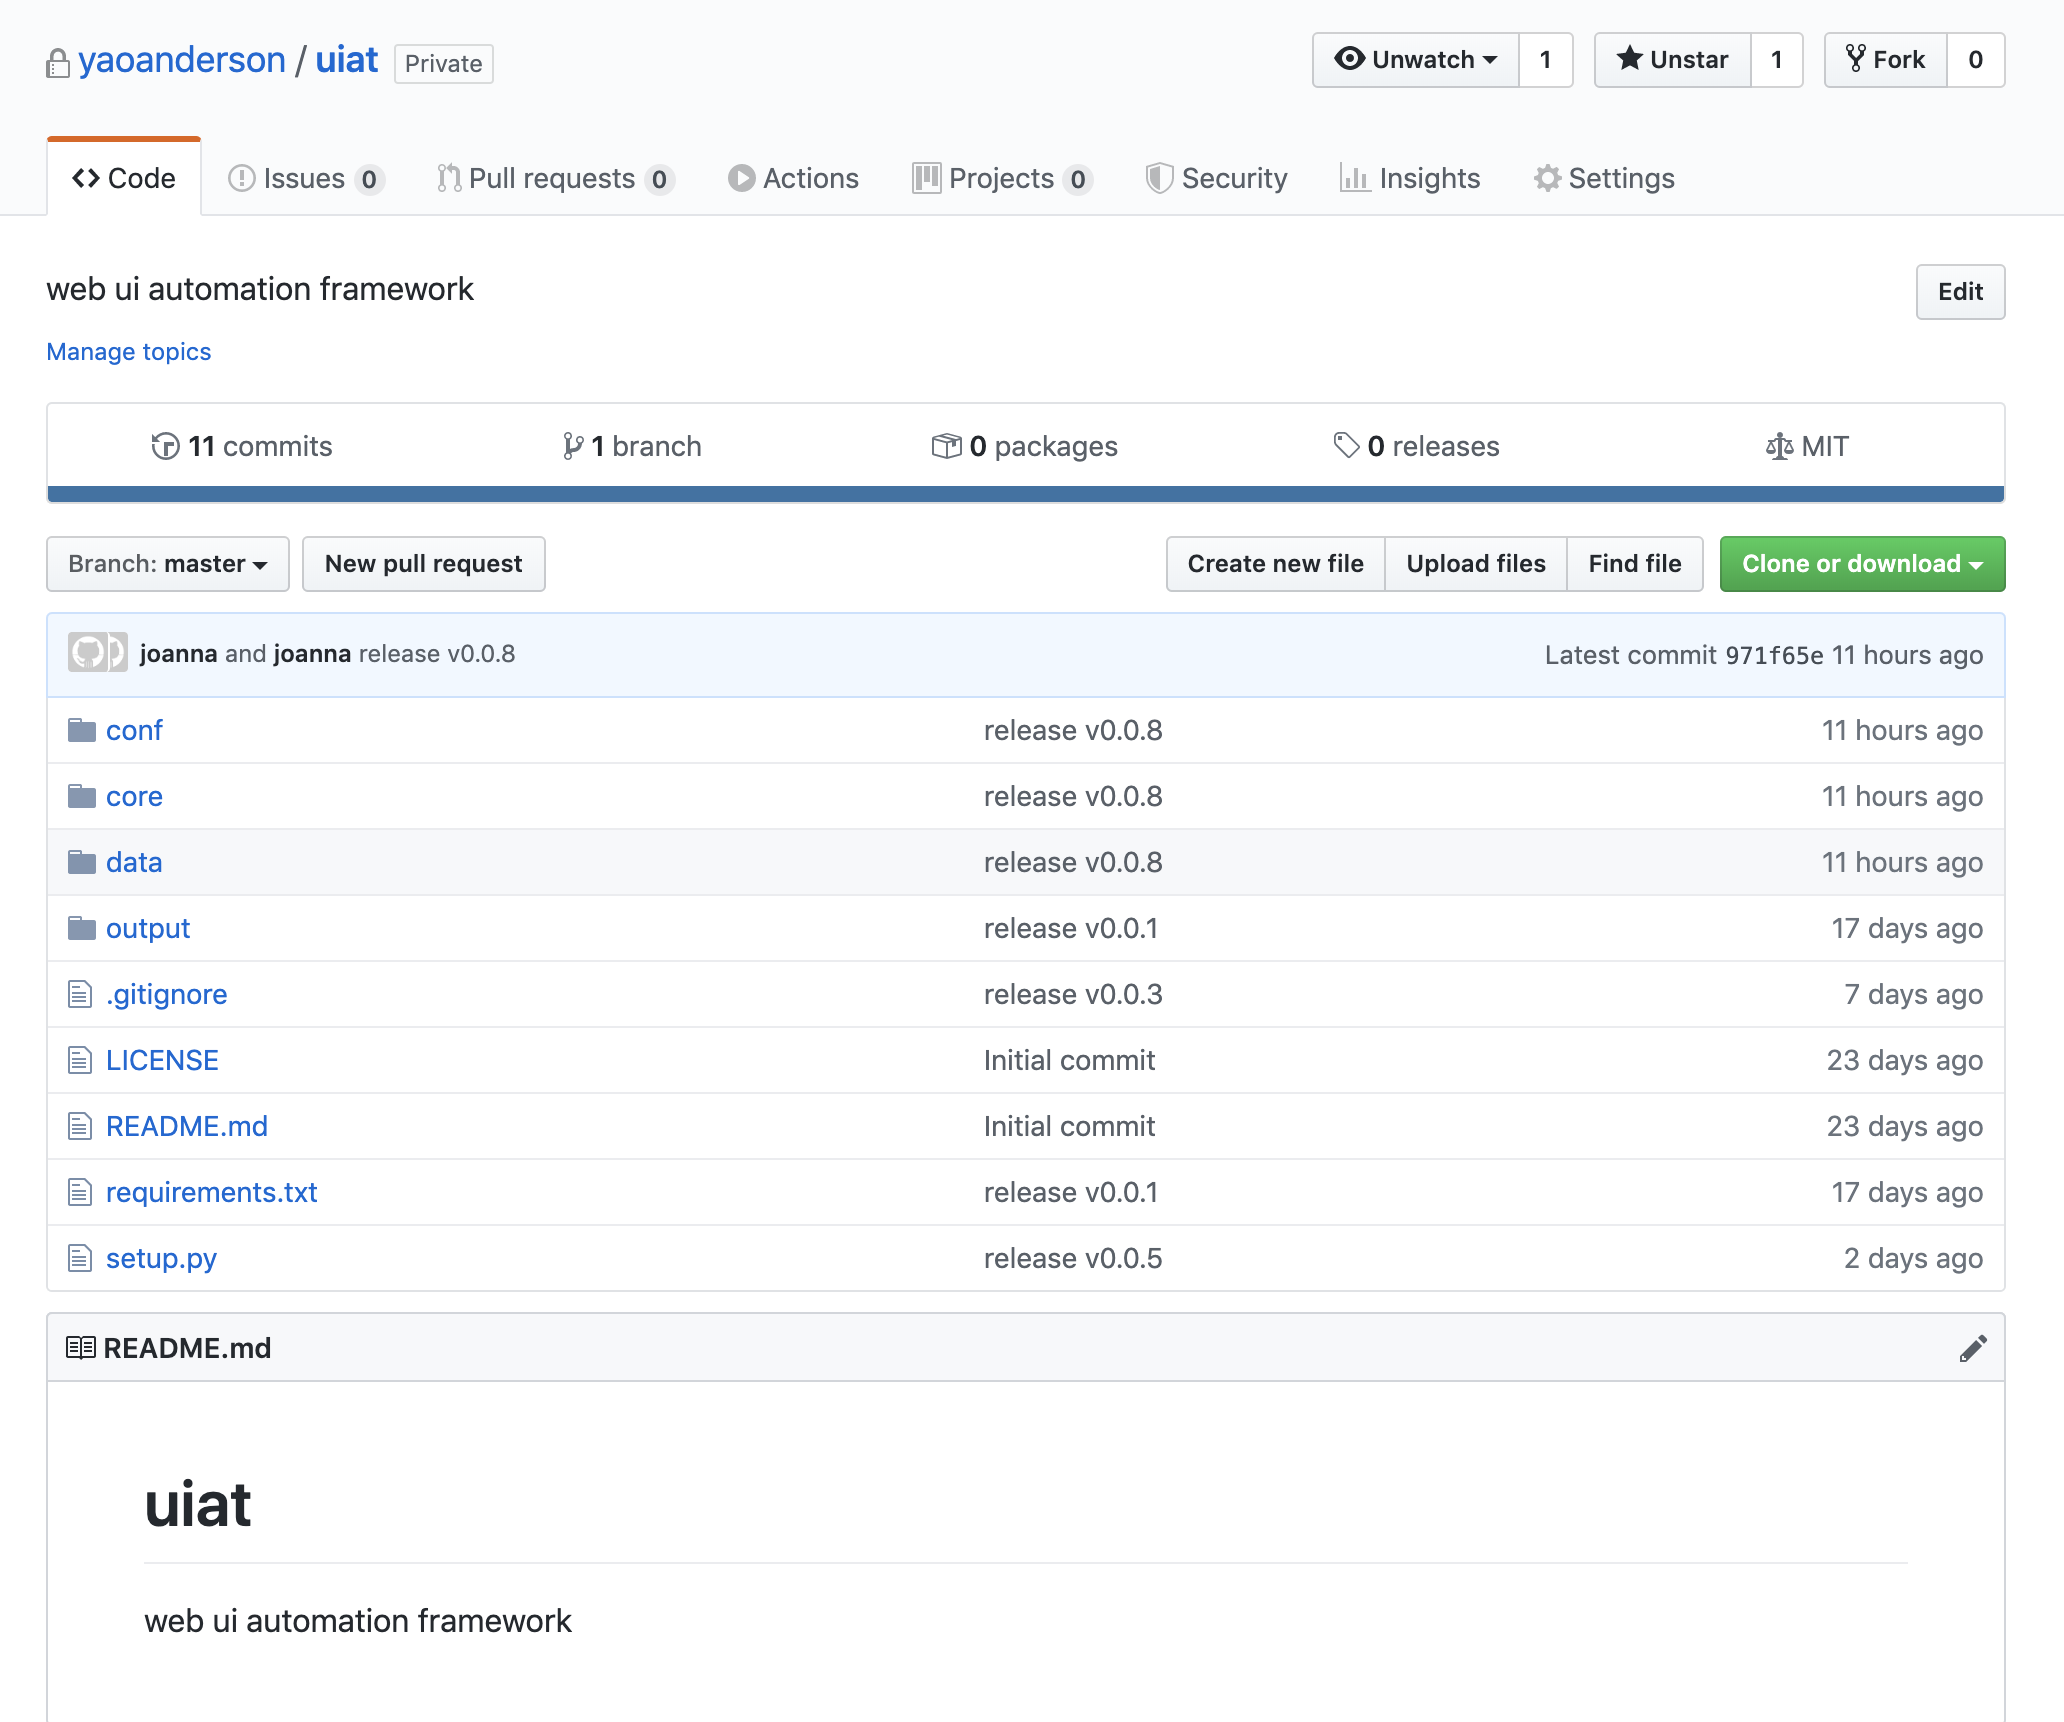 yaoanderson / uiat Private Unwatch 1 Unstar 1 Fork 0
Code Issues 0 Pull requests 0 Actions Projects 0 Security Insights Settings
web ui automation framework Edit
Manage topics
11 commits 1 branch 0 packages 0 releases MIT
Branch: master New pull request Create new file Upload files Find file Clone or download
joanna and joanna release v0.0.8 Latest commit 971f65e 11 hours ago
conf release v0.0.8 11 hours ago
core release v0.0.8 11 hours ago
data release v0.0.8 11 hours ago
output release v0.0.1 17 days ago
.gitignore release v0.0.3 7 days ago
LICENSE Initial commit 23 days ago
README.md Initial commit 23 days ago
requirements.txt release v0.0.1 17 days ago
setup.py release v0.0.5 2 days ago
README.md
uiat
web ui automation framework